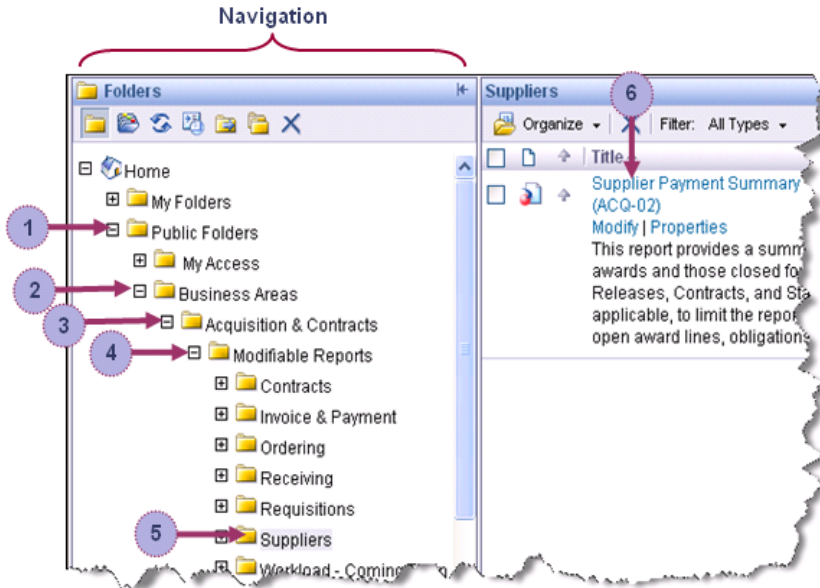 Navigation
Folders
Suppliers
6
Organize
Filter: All Types
Home
Title
My Folders
Supplier Payment Summary
(ACQ-02)
1
Public Folders
Modify | Properties
My Access
This report provides a summ
2
Business Areas
awards and those closed fo
3
Acquisition & Contracts
Releases, Contracts, and Sta
applicable, to limit the repor
4
Modifiable Reports
open award lines, obligations
Contracts
Invoice & Payment
Ordering
Receiving
Requisitions
5
Suppliers
Workload - Coming